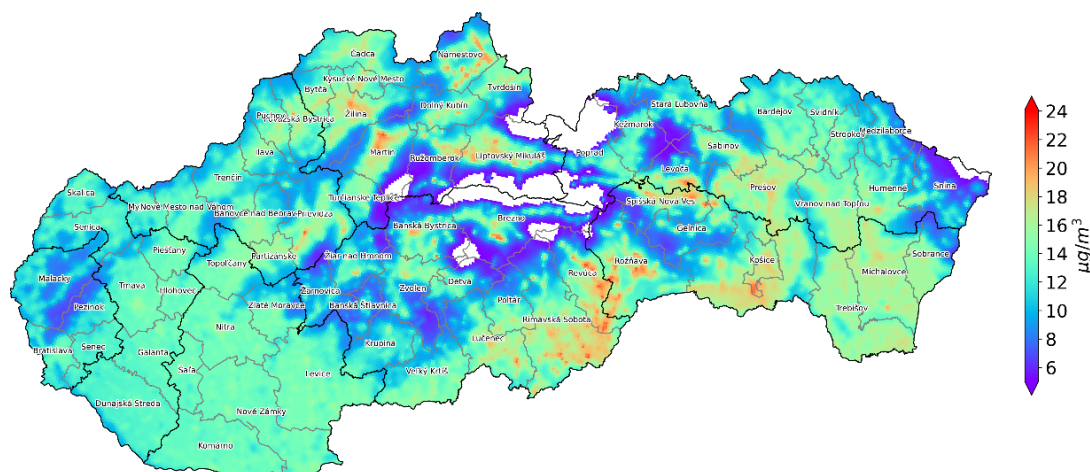 Čadca
Námestovo
Kysucké Nové Mesto
Bytča
Tvrdošín
Dolný Kubín
Stará Ľubovňa
Kežmarok
Bardejov
Svidník
Žilina
Púchov
Považská Bystrica
Stropkov
Medzilaborce
Ilava
Martin
Ružomberok
Liptovský Mikuláš
Poprad
Sabinov
Levoča
Trenčín
Prešov
Humenné
Snina
Skalica
Turčianske Teplice
Spišská Nová Ves
Vranov nad Topľou
Myjava
Nové Mesto nad Váhom
Bánovce nad Bebravou
Prievidza
Brezno
Banská Bystrica
Gelnica
Senica
Piešťany
Partizánske
Topoľčany
Žiar nad Hronom
Rožňava
Košice
Sobrance
Michalovce
Malacky
Trnava
Hlohovec
Žarnovica
Zvolen
Detva
Revúca
Pezinok
Zlaté Moravce
Banská Štiavnica
Poltár
Trebišov
Nitra
Rimavská Sobota
Bratislava
Senec
Galanta
Krupina
Lučenec
Šaľa
Levice
Veľký Krtíš
Dunajská Streda
Nové Zámky
Komárno
24
22
20
18
16
14
12
10
8
6
μg/m³